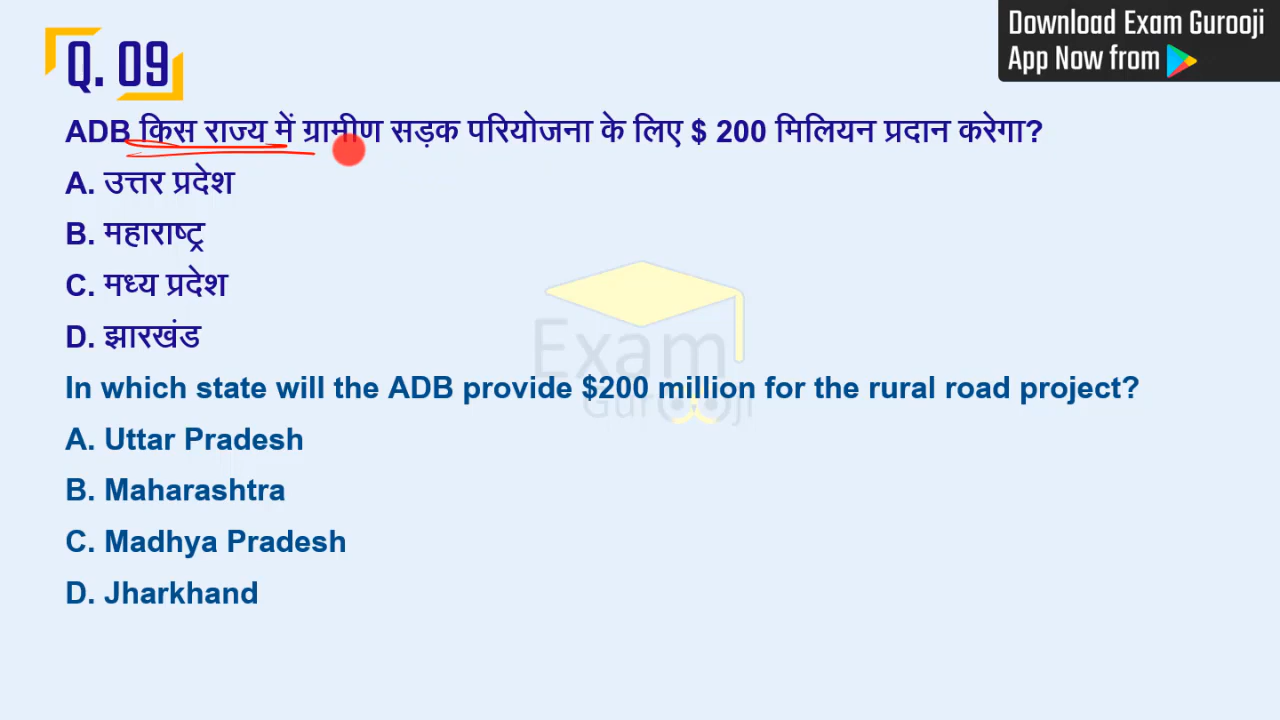 Download Exam Gurooji
App Now from
Q. 09
ADB किस राज्य में ग्रामीण सड़क परियोजना के लिए $ 200 मिलियन प्रदान करेगा?
A. उत्तर प्रदेश
B. महाराष्ट्र
C. मध्य प्रदेश
D. झारखंड
In which state will the ADB provide $200 million for the rural road project?
A. Uttar Pradesh
B. Maharashtra
C. Madhya Pradesh
D. Jharkhand
Exam
Gurooji